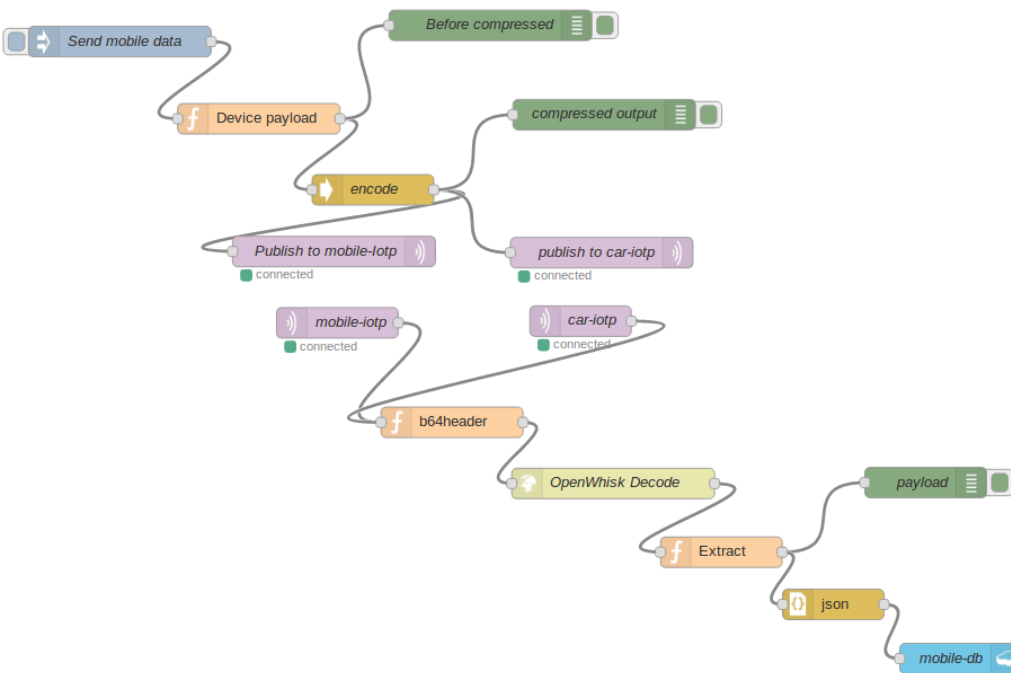 Before compressed
Send mobile data
compressed output
Device payload
encode
Publish to mobile-Iotp
publish to car-iotp
connected
connected
mobile-iotp
car-iotp
connected
connected
b64header
OpenWhisk Decode
payload
Extract
json
mobile-db